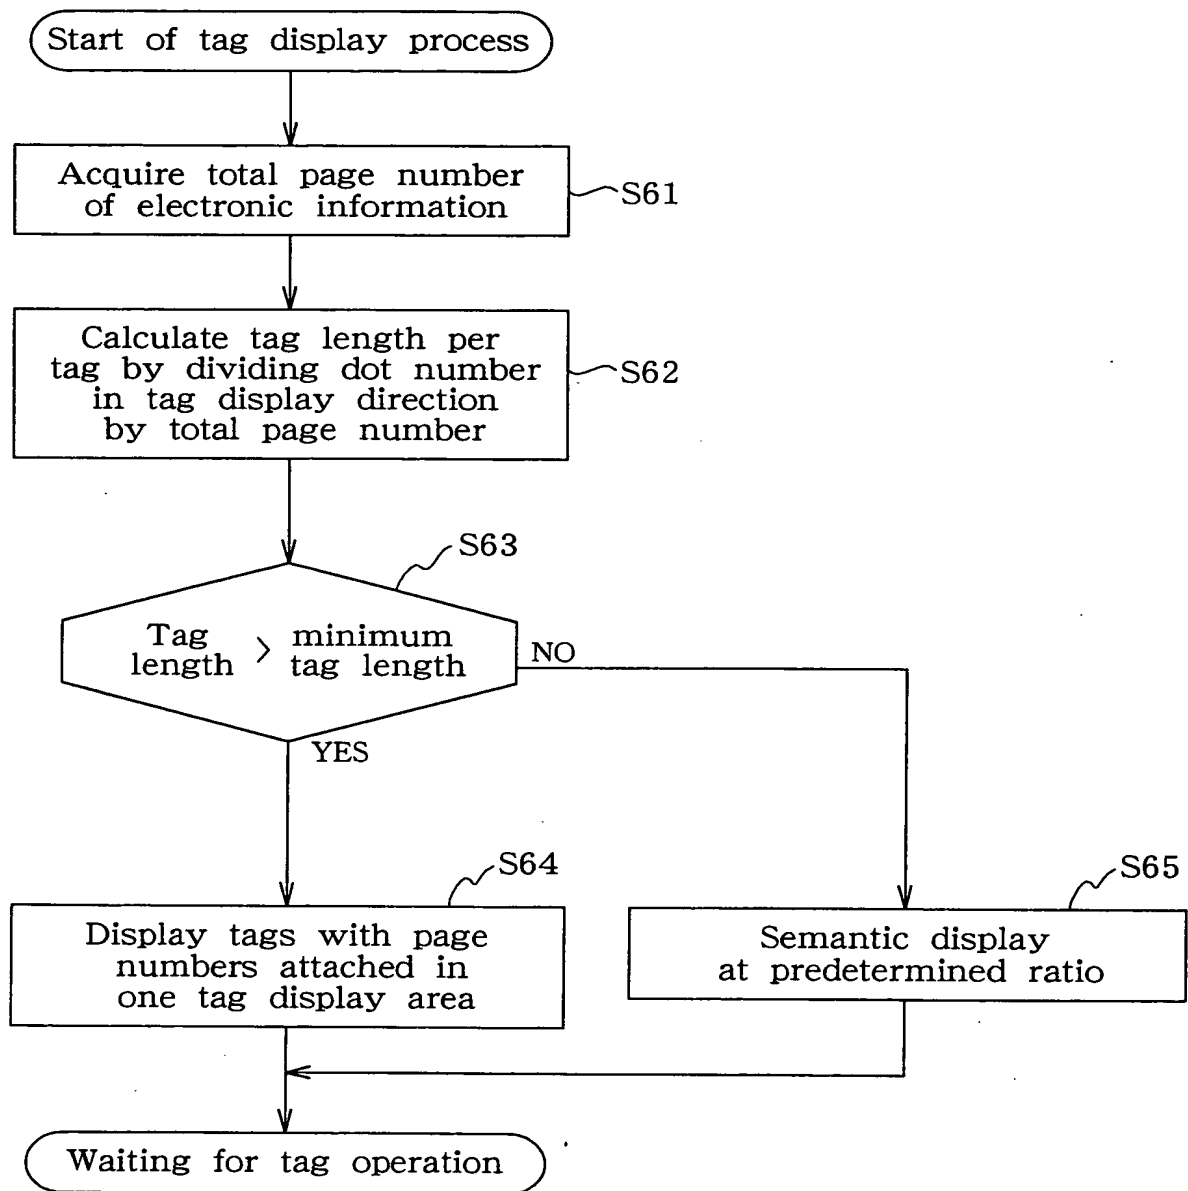 Start of tag display process
Acquire total page number
of electronic information
S61
Calculate tag length per
tag by dividing dot number
in tag display direction
by total page number
S62
S63
Tag
length
>
minimum
tag length
NO
YES
S64
Display tags with page
numbers attached in
one tag display area
S65
Semantic display
at predetermined ratio
Waiting for tag operation